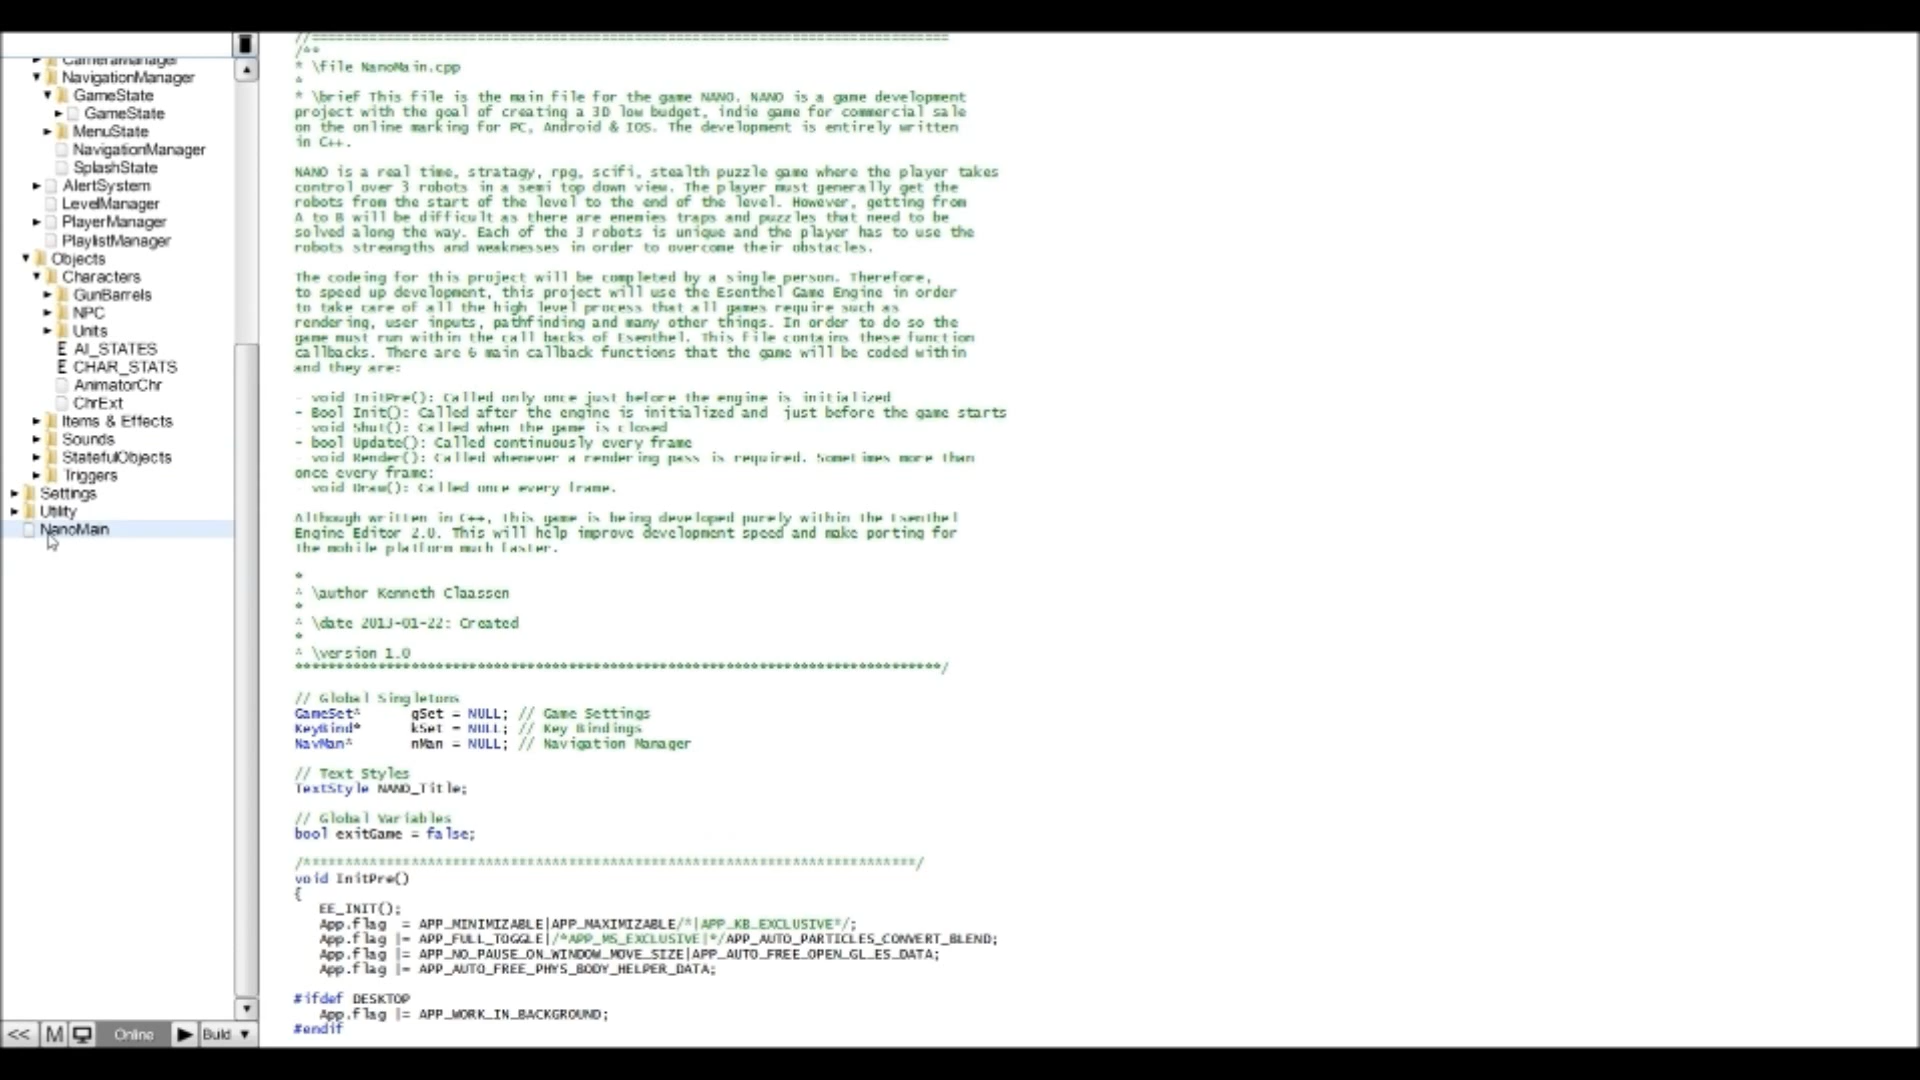 CameraManager
NavigationManager
GameState
GameState
MenuState
NavigationManager
SplashState
AlertSystem
LevelManager
PlayerManager
PlaylistManager
Objects
Characters
GunBarrels
NPC
Units
E AI_STATES
E CHAR_STATS
AnimatorChr
ChrExt
Items & Effects
Sounds
StatefulObjects
Triggers
Settings
Utility
NanoMain
<< M Online Build
/**
* \file NanoMain.cpp
*
* \brief This file is the main file for the game NANO. NANO is a game development
project with the goal of creating a 3D low budget, indie game for commercial sale
on the online marking for PC, Android & IOS. The development is entirely written
in C++.
NANO is a real time, stratagy, rpg, scifi, stealth puzzle game where the player takes
control over 3 robots in a semi top down view. The player must generally get the
robots from the start of the level to the end of the level. However, getting from
A to B will be difficult as there are enemies traps and puzzles that need to be
solved along the way. Each of the 3 robots is unique and the player has to use the
robots streangths and weaknesses in order to overcome their obstacles.
The codeing for this project will be completed by a single person. Therefore,
to speed up development, this project will use the Esenthel Game Engine in order
to take care of all the high level process that all games require such as
rendering, user inputs, pathfinding and many other things. In order to do so the
game must run within the call backs of Esenthel. This file contains these function
callbacks. There are 6 main callback functions that the game will be coded within
and they are:
- void InitPre(): Called only once just before the engine is initialized
- Bool Init(): Called after the engine is initialized and  just before the game starts
- void Shut(): Called when the game is closed
- bool Update(): Called continuously every frame
- void Render(): Called whenever a rendering pass is required. Sometimes more than
once every frame:
- void Draw(): Called once every frame.
Although written in C++, this game is being developed purely within the Esenthel
Engine Editor 2.0. This will help improve development speed and make porting for
the mobile platform much faster.
*
* \author Kenneth Claassen
*
* \date 2013-01-22: Created
*
* \version 1.0
// Global Singletons
GameSet* gSet = NULL; // Game Settings
KeyBind* kSet = NULL; // Key Bindings
NavMan* nMan = NULL; // Navigation Manager
// Text Styles
TextStyle NANO_Title;
// Global Variables
bool exitGame = false;
void InitPre()
{
EE_INIT();
App.flag  = APP_MINIMIZABLE|APP_MAXIMIZABLE/*|APP_KB_EXCLUSIVE*/;
App.flag |= APP_FULL_TOGGLE|/*APP_MS_EXCLUSIVE|*/APP_AUTO_PARTICLES_CONVERT_BLEND;
App.flag |= APP_NO_PAUSE_ON_WINDOW_MOVE_SIZE|APP_AUTO_FREE_OPEN_GL_ES_DATA;
App.flag |= APP_AUTO_FREE_PHYS_BODY_HELPER_DATA;
#ifdef DESKTOP
App.flag |= APP_WORK_IN_BACKGROUND;
#endif